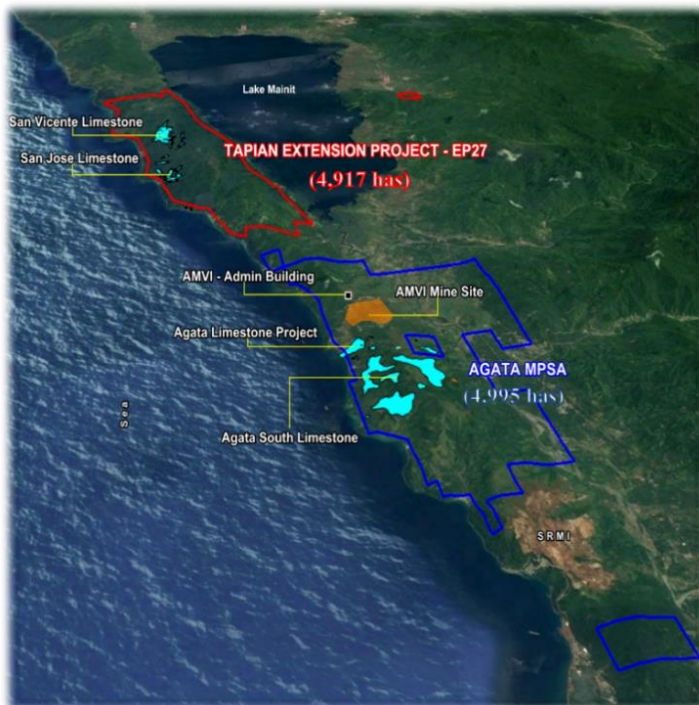 Lake Mainit
San Vicente Limestone
San Jose Limestone
TAPIAN EXTENSION PROJECT - EP27
(4,917 has)
AMVI - Admin Building
AMVI Mine Site
Agata Limestone Project
AGATA MPSA
(4.995 has)
Sea
Agata South Limestone
SRMI